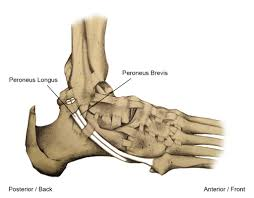 Peroneus Brevis
Peroneus Longus
Posterior / Back
Anterior / Front